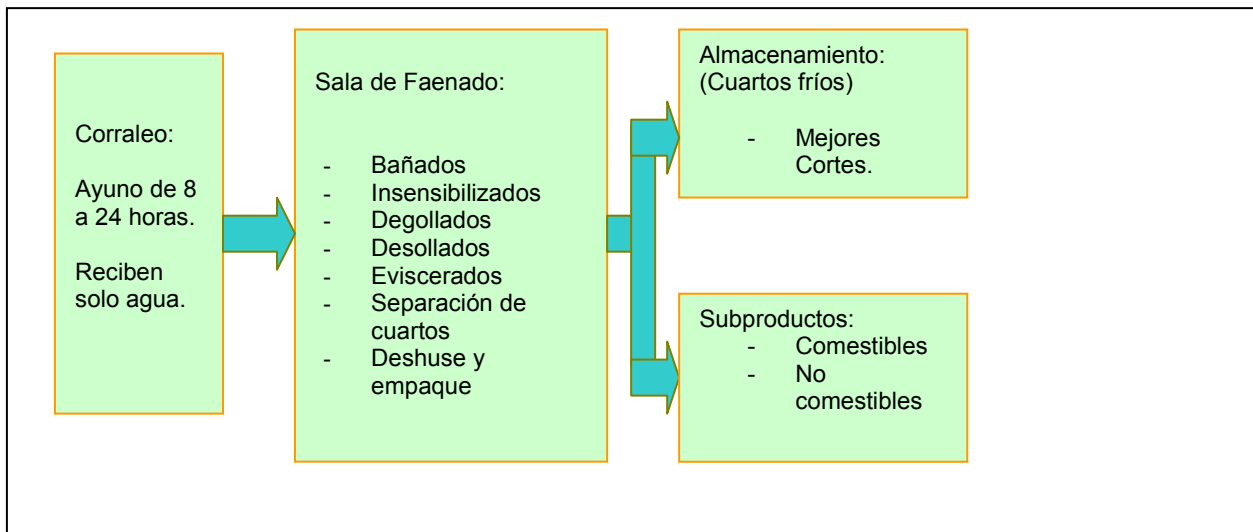 Corraleo:
Ayuno de 8
a 24 horas.
Reciben
solo agua.
Sala de Faenado:
- Bañados
- Insensibilizados
- Degollados
- Desollados
- Eviscerados
- Separación de
cuartos
- Deshuse y
empaque
Almacenamiento:
(Cuartos fríos)
- Mejores
Cortes.
Subproductos:
- Comestibles
- No
comestibles